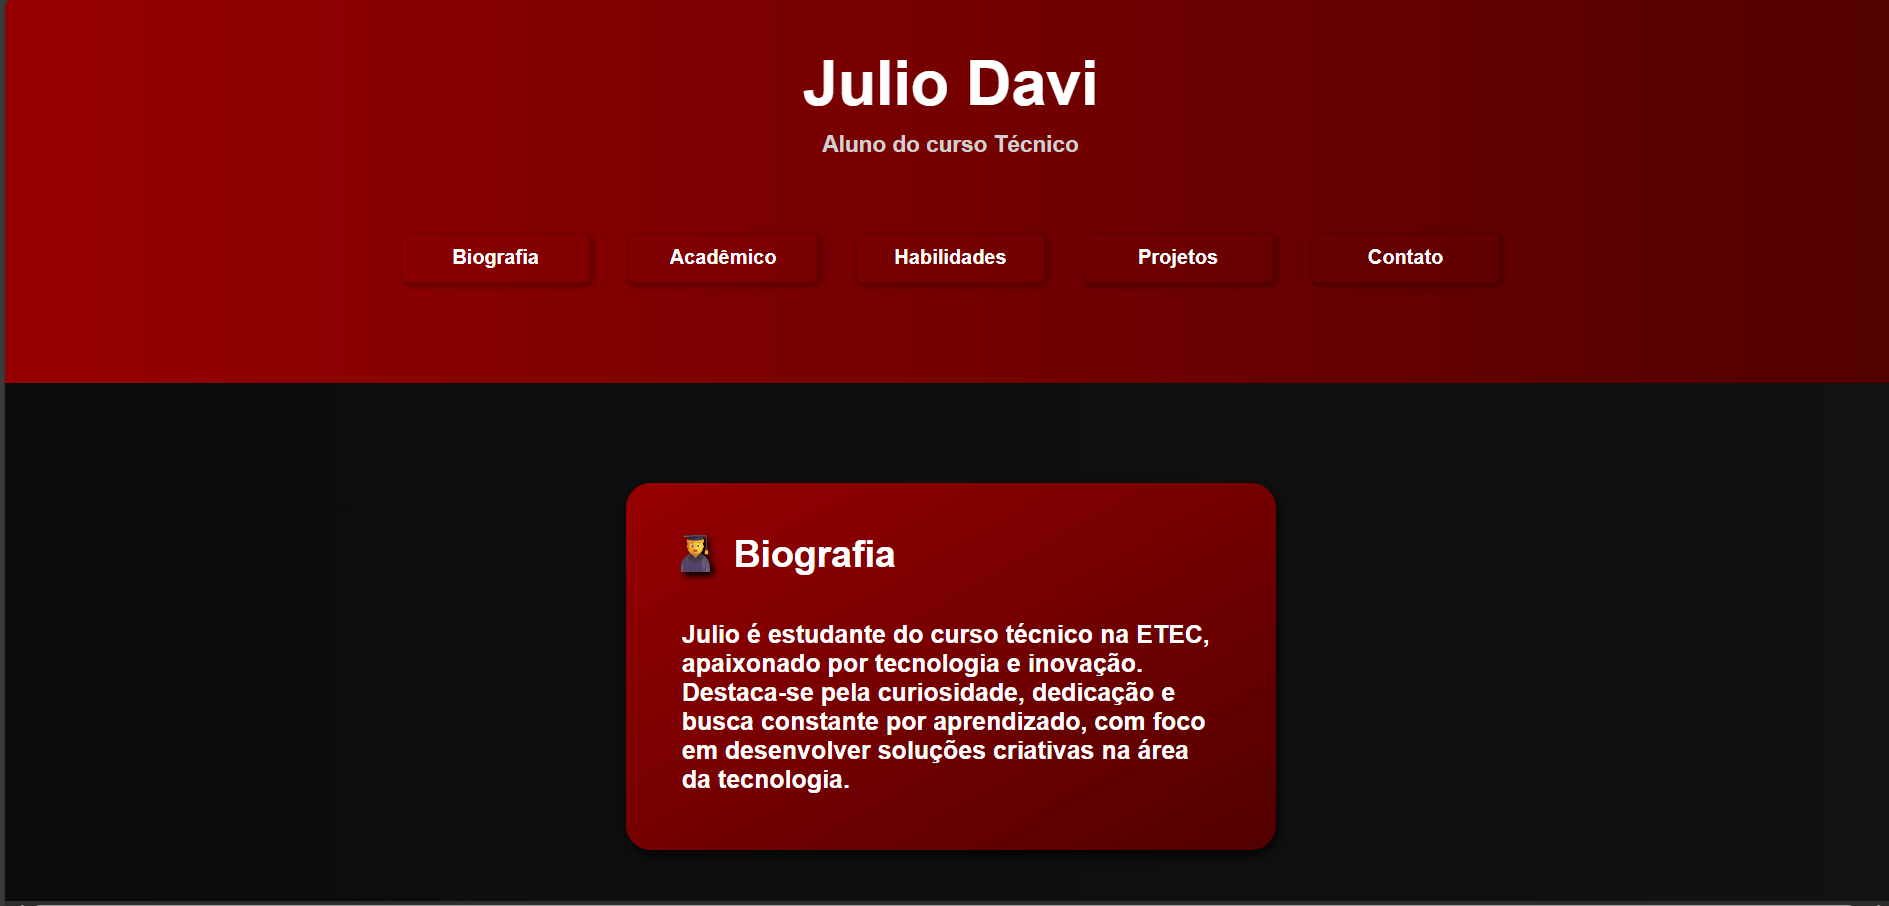 Julio Davi
Aluno do curso Técnico
Biografia
Acadêmico
Habilidades
Projetos
Contato
Biografia
Julio é estudante do curso técnico na ETEC,
apaixonado por tecnologia e inovação.
Destaca-se pela curiosidade, dedicação e
busca constante por aprendizado, com foco
em desenvolver soluções criativas na área
da tecnologia.